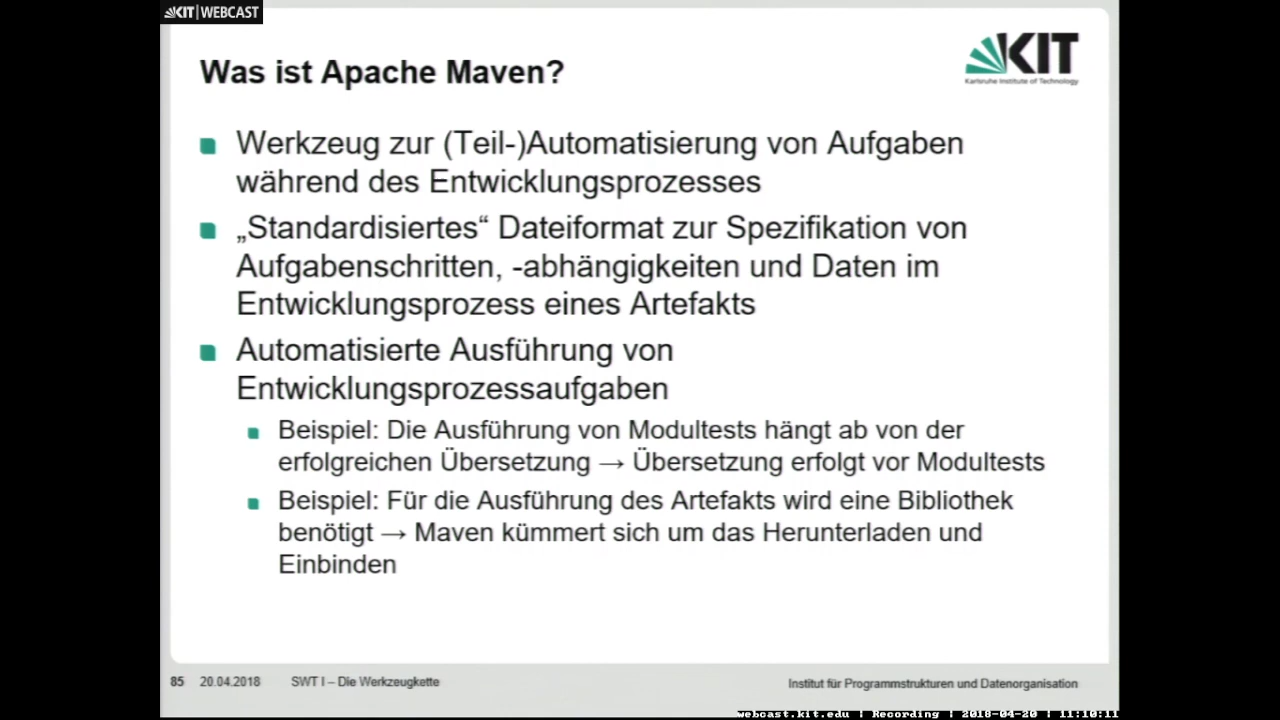 KIT | WEBCAST
KIT
Karlsruhe Institute of Technology
Was ist Apache Maven?
Werkzeug zur (Teil-)Automatisierung von Aufgaben
während des Entwicklungsprozesses
„Standardisiertes“ Dateiformat zur Spezifikation von
Aufgabenschritten, -abhängigkeiten und Daten im
Entwicklungsprozess eines Artefakts
Automatisierte Ausführung von
Entwicklungsprozessaufgaben
Beispiel: Die Ausführung von Modultests hängt ab von der
erfolgreichen Übersetzung → Übersetzung erfolgt vor Modultests
Beispiel: Für die Ausführung des Artefakts wird eine Bibliothek
benötigt → Maven kümmert sich um das Herunterladen und
Einbinden
85 20.04.2018 SWT I – Die Werkzeugkette
Institut für Programmstrukturen und Datenorganisation
webcast.kit.edu | Recording | 2018-04-20 | 11:10:11